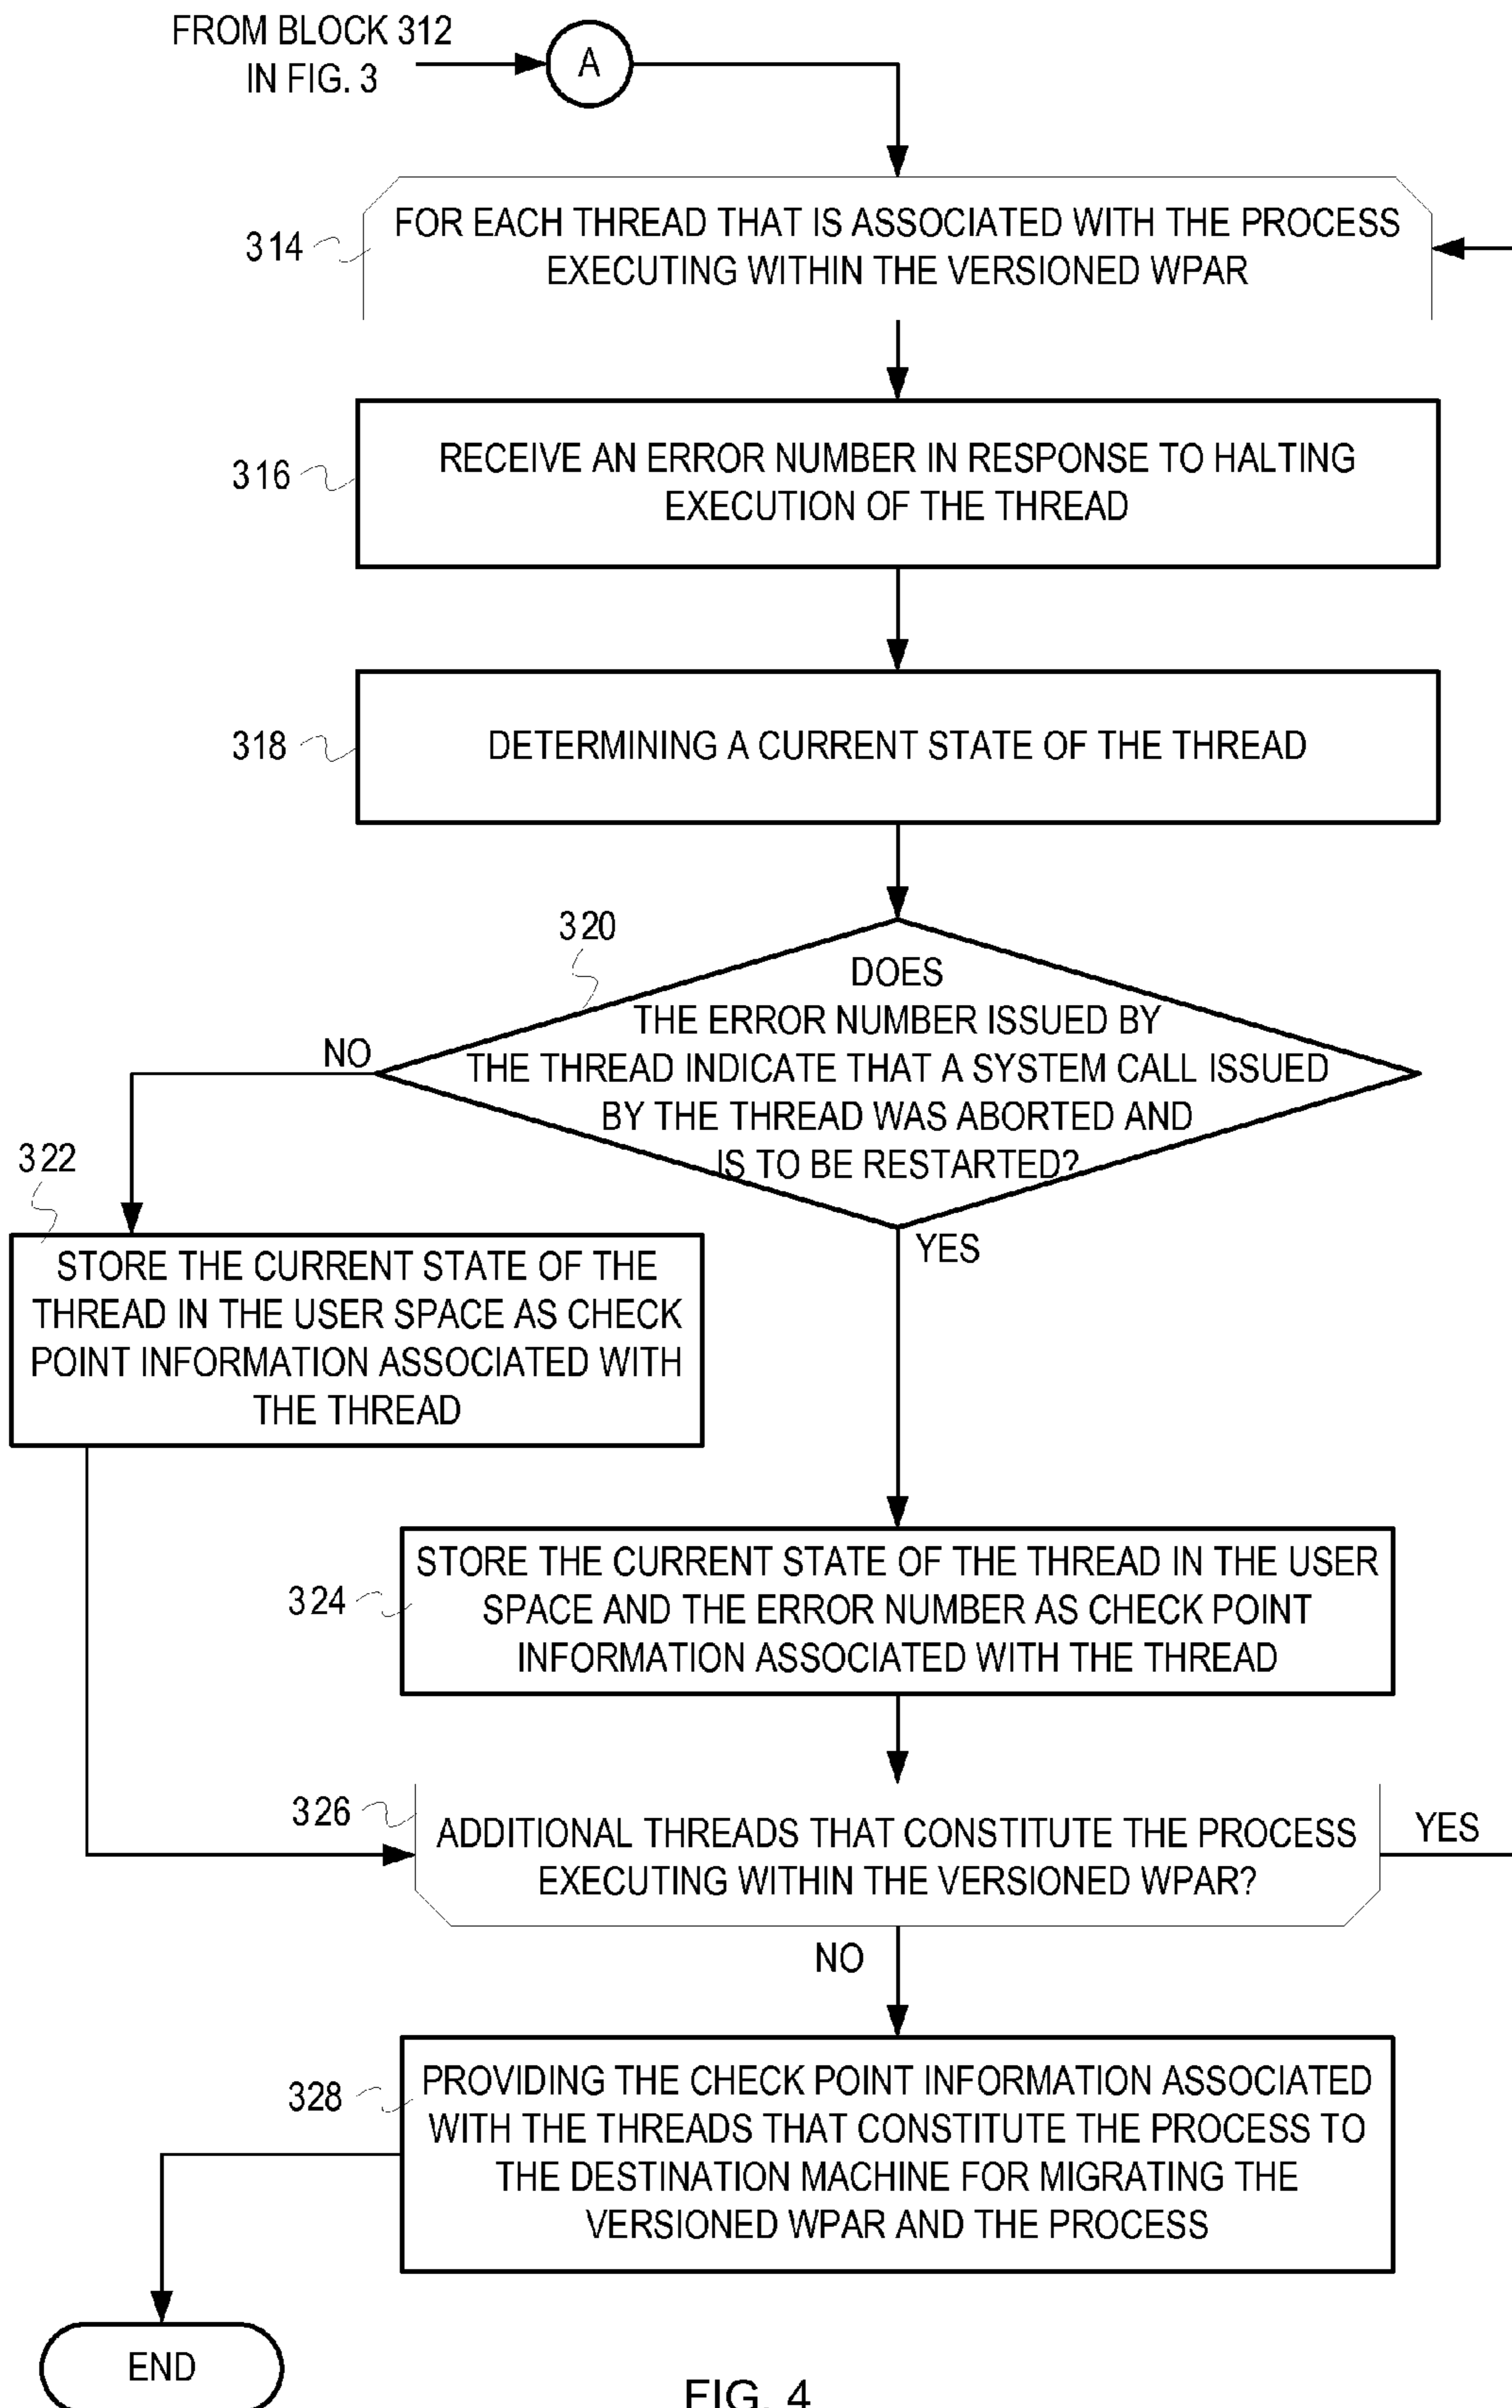 FROM BLOCK 312
IN FIG. 3
A
314
FOR EACH THREAD THAT IS ASSOCIATED WITH THE PROCESS
EXECUTING WITHIN THE VERSIONED WPAR
316
RECEIVE AN ERROR NUMBER IN RESPONSE TO HALTING
EXECUTION OF THE THREAD
318
DETERMINING A CURRENT STATE OF THE THREAD
320
DOES
THE ERROR NUMBER ISSUED BY
THE THREAD INDICATE THAT A SYSTEM CALL ISSUED
BY THE THREAD WAS ABORTED AND
IS TO BE RESTARTED?
NO
YES
322
STORE THE CURRENT STATE OF THE
THREAD IN THE USER SPACE AS CHECK
POINT INFORMATION ASSOCIATED WITH
THE THREAD
324
STORE THE CURRENT STATE OF THE THREAD IN THE USER
SPACE AND THE ERROR NUMBER AS CHECK POINT
INFORMATION ASSOCIATED WITH THE THREAD
326
ADDITIONAL THREADS THAT CONSTITUTE THE PROCESS
EXECUTING WITHIN THE VERSIONED WPAR?
YES
NO
328
PROVIDING THE CHECK POINT INFORMATION ASSOCIATED
WITH THE THREADS THAT CONSTITUTE THE PROCESS TO
THE DESTINATION MACHINE FOR MIGRATING THE
VERSIONED WPAR AND THE PROCESS
END
FIG. 4